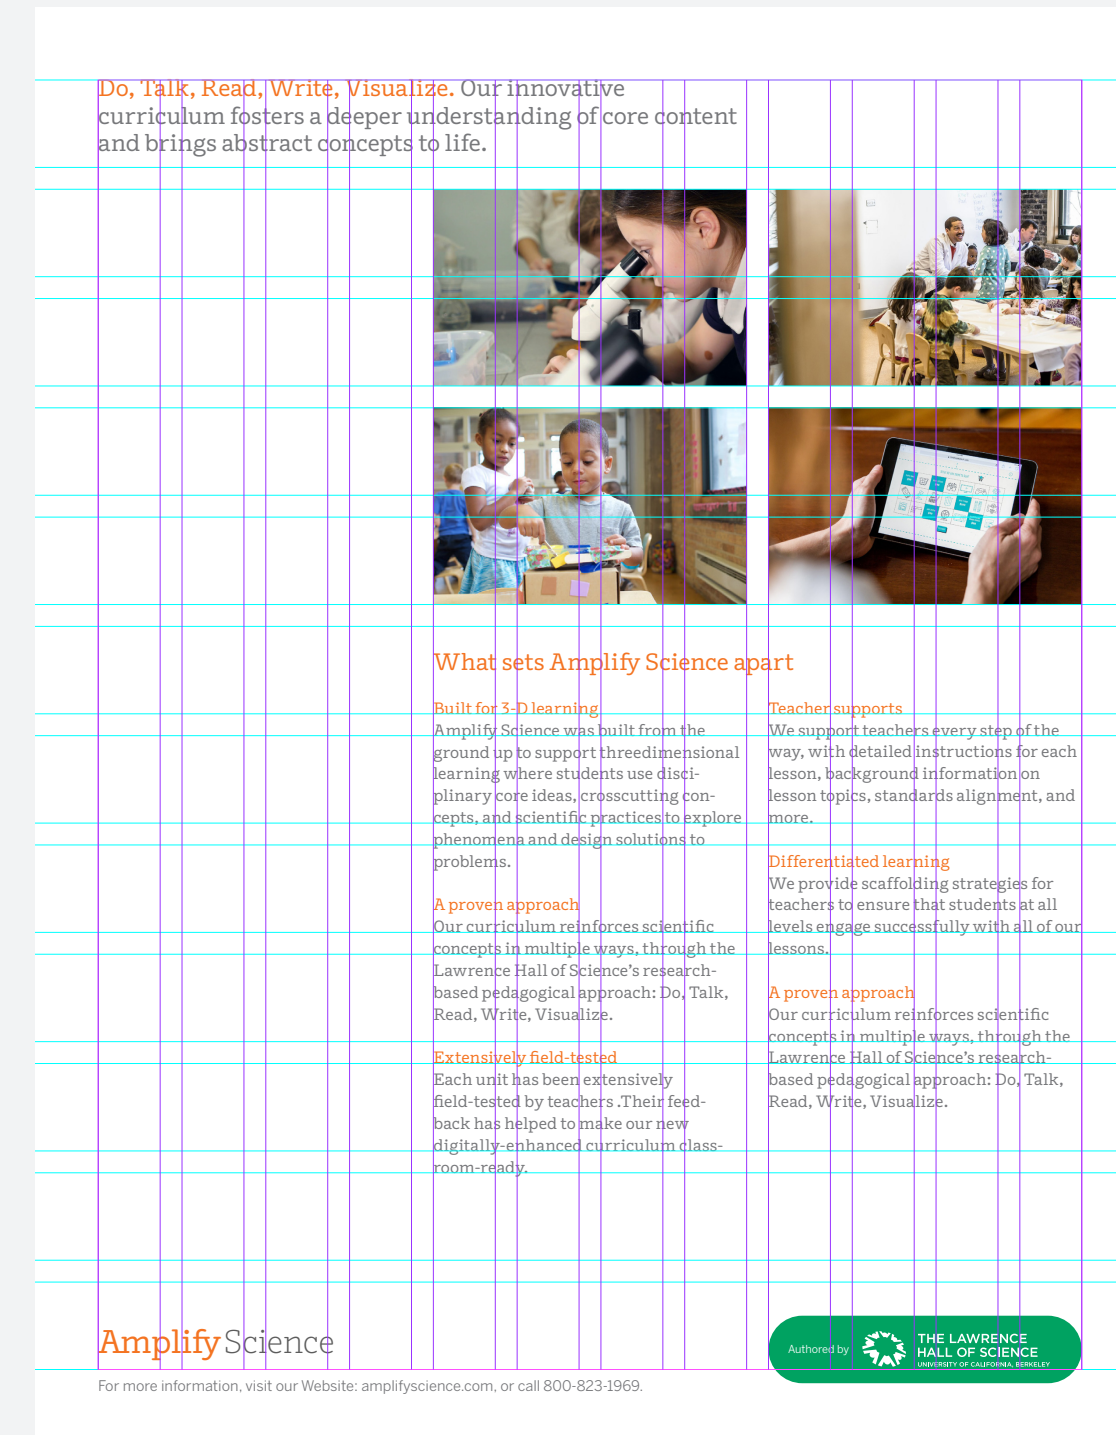 Do, Talk, Read, Write, Visualize. Our innovative
curriculum fosters a deeper understanding of core content
and brings abstract concepts to life.
What sets Amplify Science apart
Built for 3-D learning
Amplify Science was built from the
ground up to support threedimensional
learning where students use disci-
plinary core ideas, crosscutting con-
cepts, and scientific practices to explore
phenomena and design solutions to
problems.
A proven approach
Our curriculum reinforces scientific
concepts in multiple ways, through the
Lawrence Hall of Science's research-
based pedagogical approach: Do, Talk,
Read, Write, Visualize.
Extensively field-tested
Each unit has been extensively
field-tested by teachers .Their feed-
back has helped to make our new
digitally-enhanced curriculum class-
room-ready.
Teacher supports
We support teachers every step of the
way, with detailed instructions for each
lesson, background information on
lesson topics, standards alignment, and
more.
Differentiated learning
We provide scaffolding strategies for
teachers to ensure that students at all
levels engage successfully with all of our
lessons.
A proven approach
Our curriculum reinforces scientific
concepts in multiple ways, through the
Lawrence Hall of Science's research-
based pedagogical approach: Do, Talk,
Read, Write, Visualize.
Amplify Science
Authored by
THE LAWRENCE
HALL OF SCIENCE
UNIVERSITY OF CALIFORNIA, BERKELEY
For more information, visit our Website: amplifyscience.com, or call 800-823-1969.